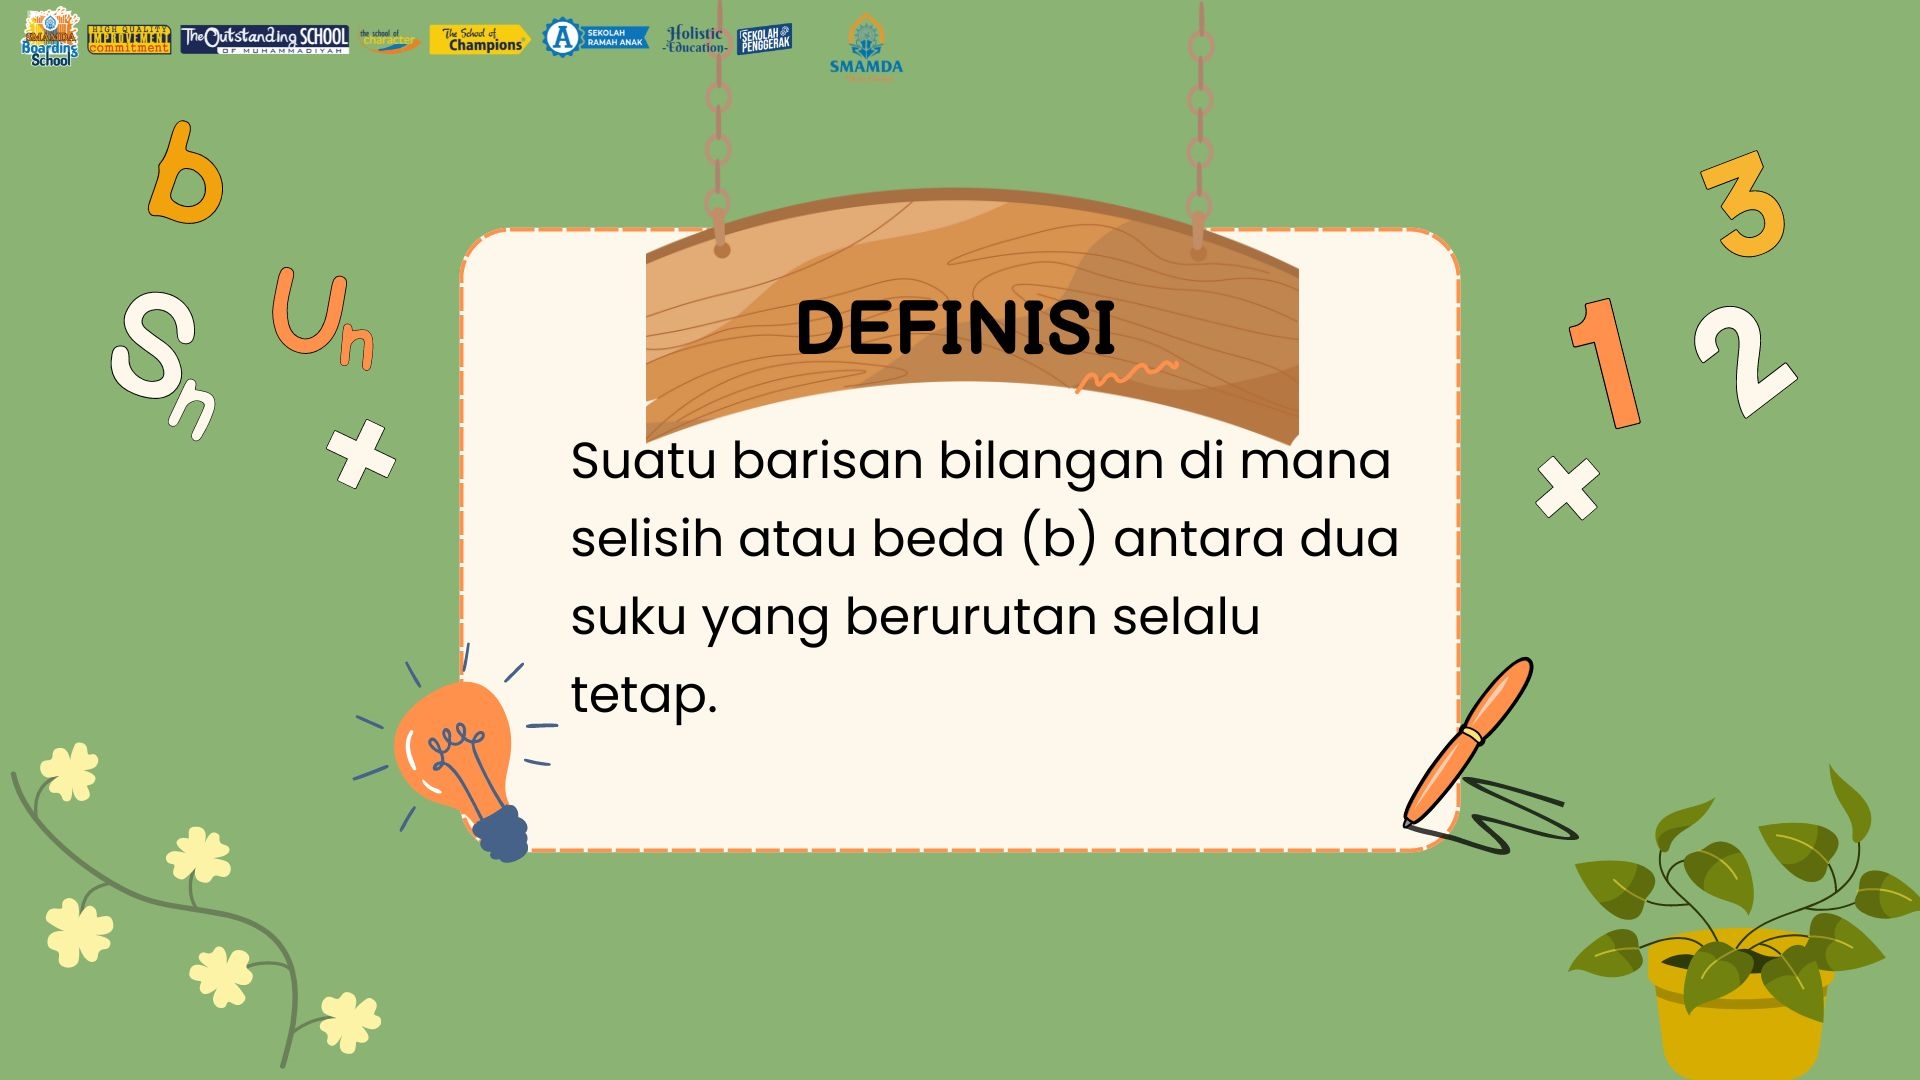 SMAMDA
Boarding
School
HIGH QUALITY
IMPROVEMENT
commitment
The Outstanding SCHOOL
OF MUHAMMADIYAH
the school of
character
The School of
Champions
A
SEKOLAH
RAMAH ANAK
Holistic
-Education-
SEKOLAH
PENGGERAK
SMAMDA
b
3
Un
Sn
1
2
DEFINISI
Suatu barisan bilangan di mana
selisih atau beda (b) antara dua
suku yang berurutan selalu
tetap.